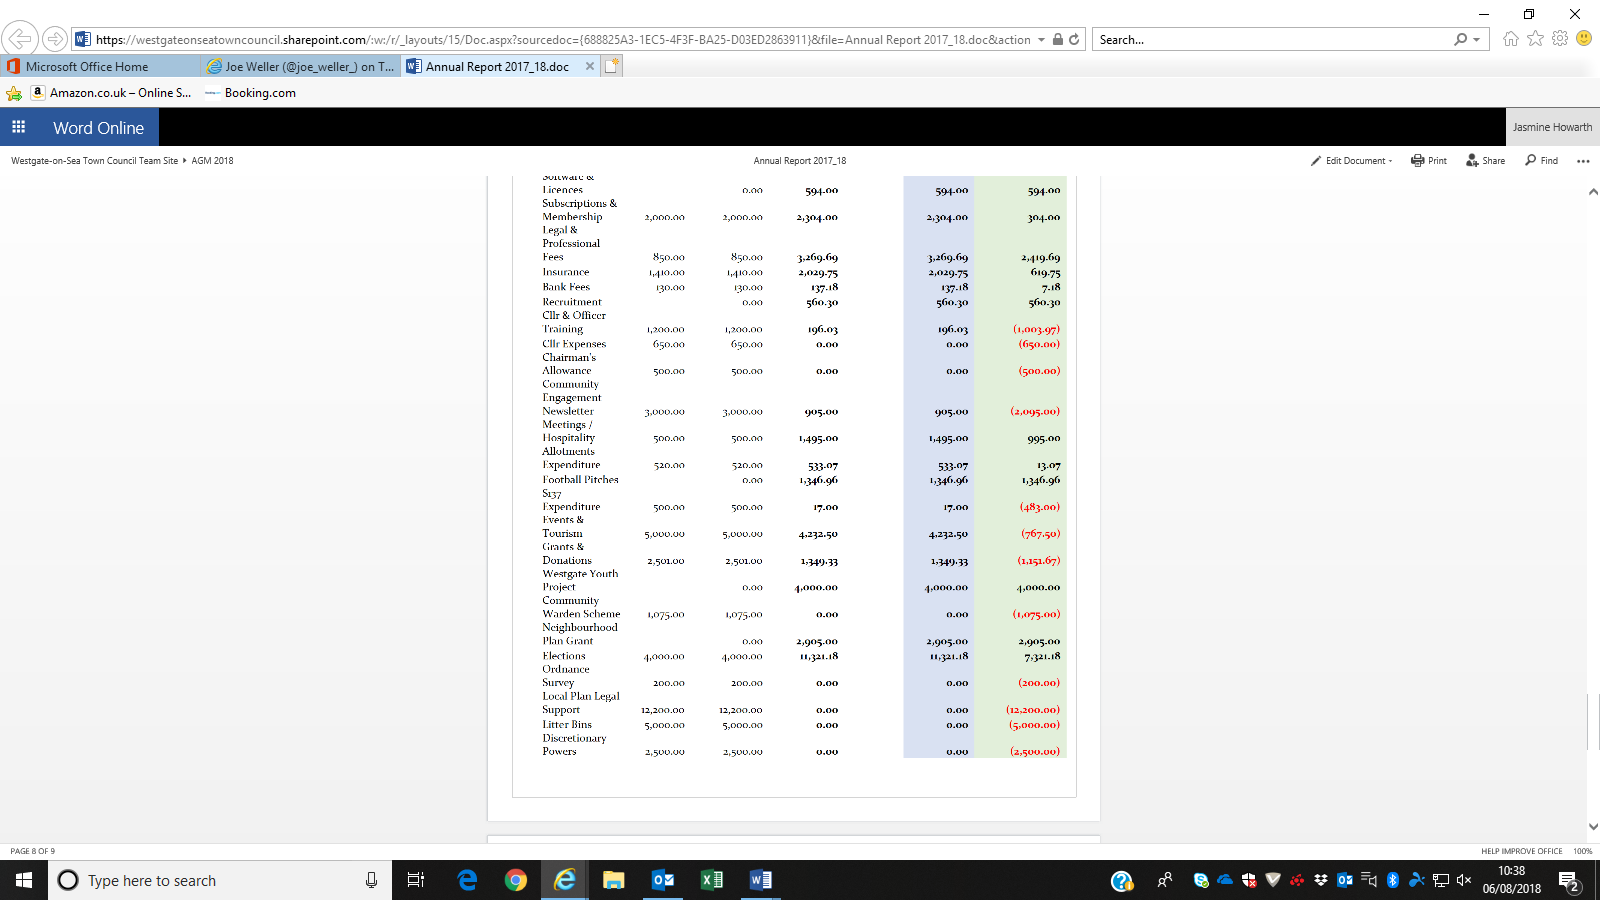 https://westgateonseatowncouncil.sharepoint.com/:w:/r/_layouts/15/Doc.aspx?sourcedoc={688825A3-1EC5-4F3F-BA25-D03ED2863911}&file=Annual Report 2017_18.doc&action
Search...
Microsoft Office Home
Joe Weller (@joe_weller_) on T...
Annual Report 2017_18.doc
Amazon.co.uk – Online S...
Booking.com
Word Online
Jasmine Howarth
Westgate-on-Sea Town Council Team Site ▸ AGM 2018
Annual Report 2017_18
Edit Document
Print
Share
Find
Software &
Licences 0.00 594.00 594.00 594.00
Subscriptions &
Membership 2,000.00 2,000.00 2,304.00 2,304.00 304.00
Legal &
Professional
Fees 850.00 850.00 3,269.69 3,269.69 2,419.69
Insurance 1,410.00 1,410.00 2,029.75 2,029.75 619.75
Bank Fees 130.00 130.00 137.18 137.18 7.18
Recruitment 0.00 560.30 560.30 560.30
Cllr & Officer
Training 1,200.00 1,200.00 196.03 196.03 (1,003.97)
Cllr Expenses 650.00 650.00 0.00 0.00 (650.00)
Chairman's
Allowance 500.00 500.00 0.00 0.00 (500.00)
Community
Engagement
Newsletter 3,000.00 3,000.00 905.00 905.00 (2,095.00)
Meetings /
Hospitality 500.00 500.00 1,495.00 1,495.00 995.00
Allotments
Expenditure 520.00 520.00 533.07 533.07 13.07
Football Pitches 0.00 1,346.96 1,346.96 1,346.96
S137
Expenditure 500.00 500.00 17.00 17.00 (483.00)
Events &
Tourism 5,000.00 5,000.00 4,232.50 4,232.50 (767.50)
Grants &
Donations 2,501.00 2,501.00 1,349.33 1,349.33 (1,151.67)
Westgate Youth
Project 0.00 4,000.00 4,000.00 4,000.00
Community
Warden Scheme 1,075.00 1,075.00 0.00 0.00 (1,075.00)
Neighbourhood
Plan Grant 0.00 2,905.00 2,905.00 2,905.00
Elections 4,000.00 4,000.00 11,321.18 11,321.18 7,321.18
Ordnance
Survey 200.00 200.00 0.00 0.00 (200.00)
Local Plan Legal
Support 12,200.00 12,200.00 0.00 0.00 (12,200.00)
Litter Bins 5,000.00 5,000.00 0.00 0.00 (5,000.00)
Discretionary
Powers 2,500.00 2,500.00 0.00 0.00 (2,500.00)
PAGE 8 OF 9
HELP IMPROVE OFFICE 100%
Type here to search
10:38
06/08/2018
2